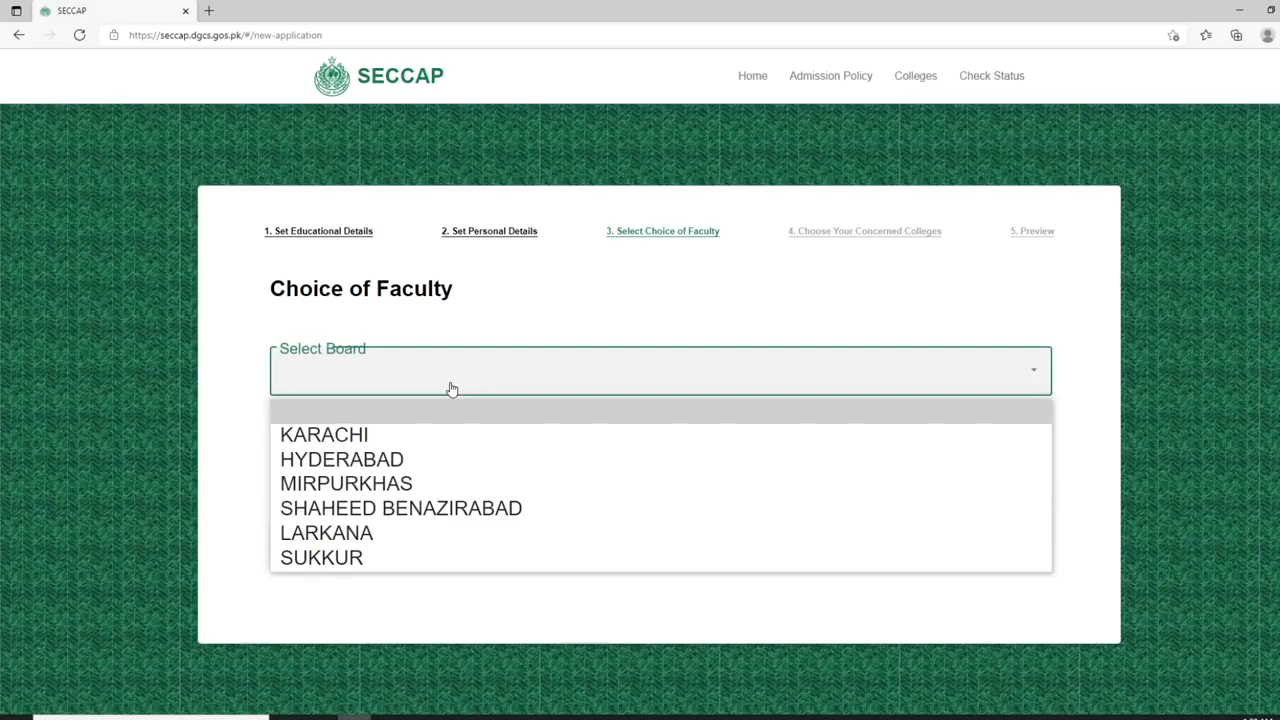 SECCAP
https://seccap.dgcs.gos.pk/#/new-application
SECCAP
Home
Admission Policy
Colleges
Check Status
1. Set Educational Details
2. Set Personal Details
3. Select Choice of Faculty
4. Choose Your Concerned Colleges
5. Preview
Choice of Faculty
Select Board
KARACHI
HYDERABAD
MIRPURKHAS
SHAHEED BENAZIRABAD
LARKANA
SUKKUR